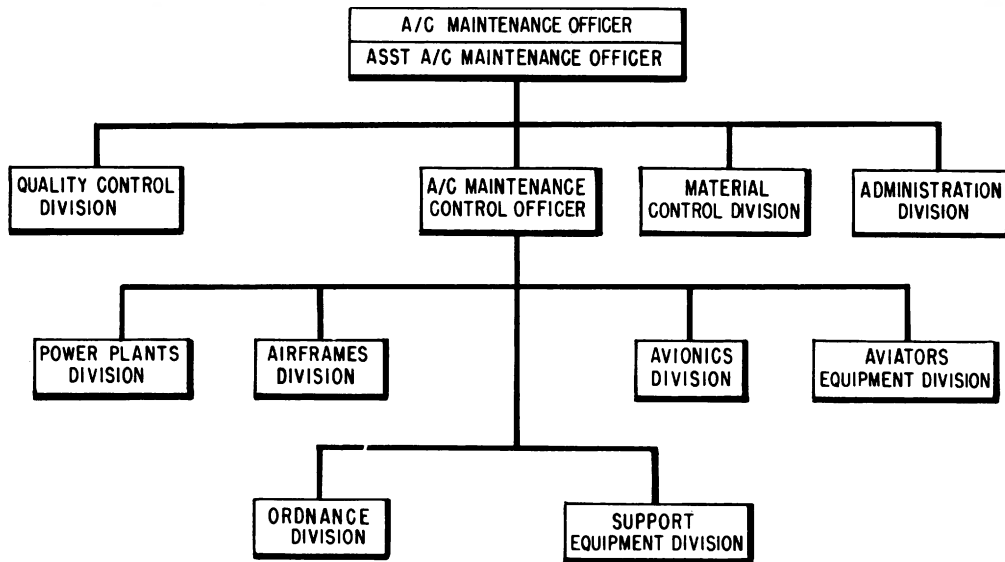 A/C MAINTENANCE OFFICER
ASST A/C MAINTENANCE OFFICER
QUALITY CONTROL
DIVISION
A/C MAINTENANCE
CONTROL OFFICER
MATERIAL
CONTROL DIVISION
ADMINISTRATION
DIVISION
POWER PLANTS
DIVISION
AIRFRAMES
DIVISION
AVIONICS
DIVISION
AVIATORS
EQUIPMENT DIVISION
ORDNANCE
DIVISION
SUPPORT
EQUIPMENT DIVISION